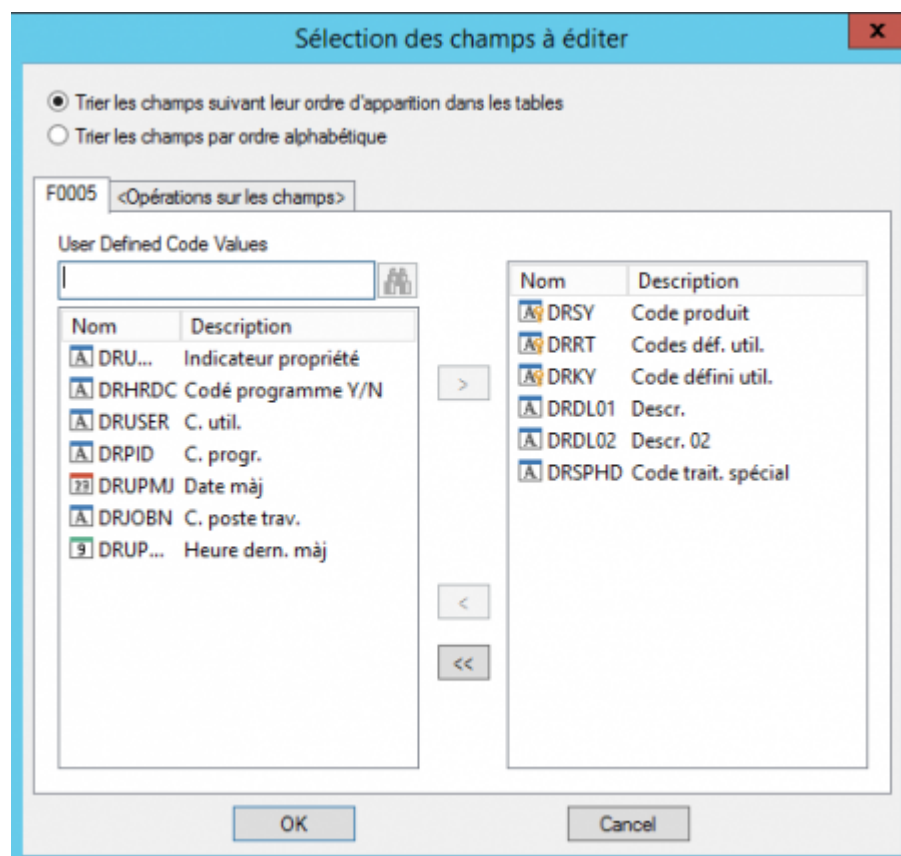 Sélection des champs à éditer
x
Trier les champs suivant leur ordre d'apparition dans les tables
Trier les champs par ordre alphabétique
F0005 <Opérations sur les champs>
User Defined Code Values
Nom Description
DRU... Indicateur propriété
DRHRDC Codé programme Y/N
DRUSER C. util.
DRPID C. progr.
DRUPMJ Date màj
DRJOBN C. poste trav.
DRUP... Heure dern. màj
>
<
<<
Nom Description
DRSY Code produit
DRRT Codes déf. util.
DRKY Code défini util.
DRDL01 Descr.
DRDL02 Descr. 02
DRSPHD Code trait. spécial
OK Cancel